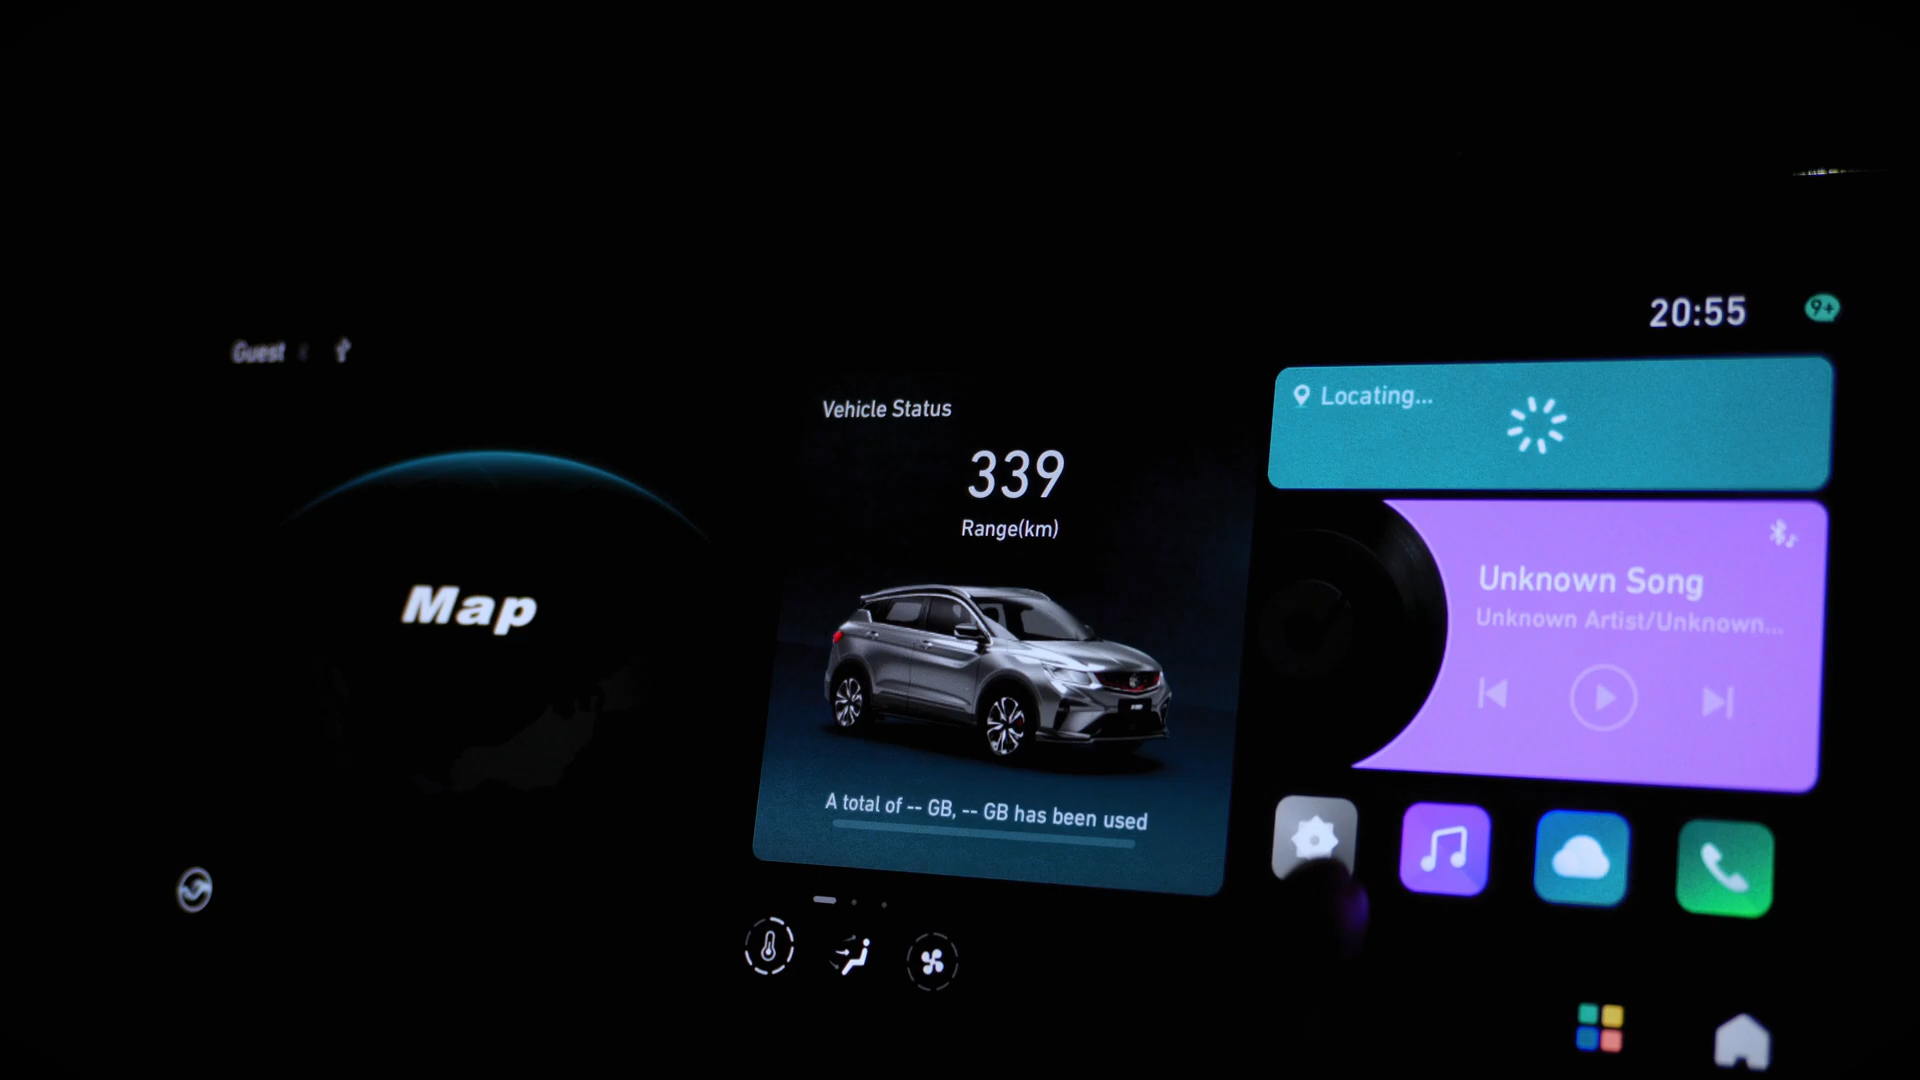 Guest
20:55
9+
Map
Vehicle Status
339
Range(km)
A total of -- GB, -- GB has been used
Locating...
Unknown Song
Unknown Artist/Unknown...